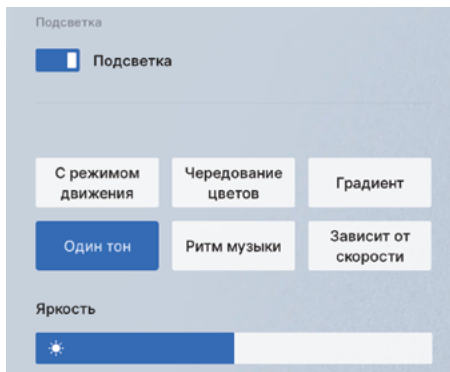 Подсветка
Подсветка
С режимом
движения
Чередование
цветов
Градиент
Один тон
Ритм музыки
Зависит от
скорости
Яркость